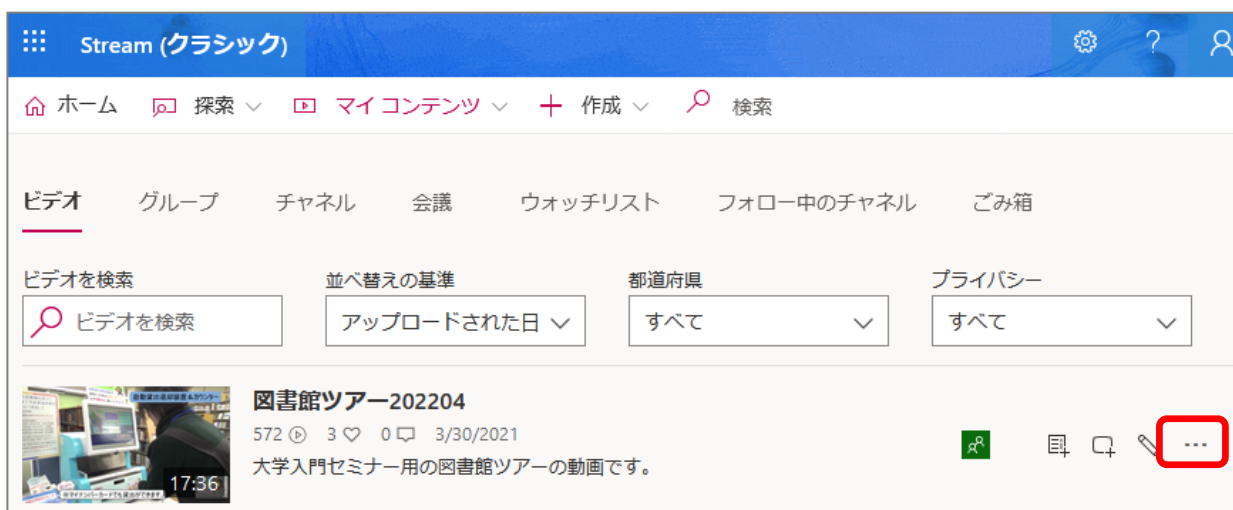 Stream (クラシック)
?
ホーム 探索 マイ コンテンツ 作成 検索
ビデオ グループ チャネル 会議 ウォッチリスト フォロー中のチャネル ごみ箱
ビデオを検索 並べ替えの基準 都道府県 プライバシー
ビデオを検索 アップロードされた日 すべて すべて
図書館ツアー202204
572 3 0 3/30/2021
大学入門セミナー用の図書館ツアーの動画です。
17:36